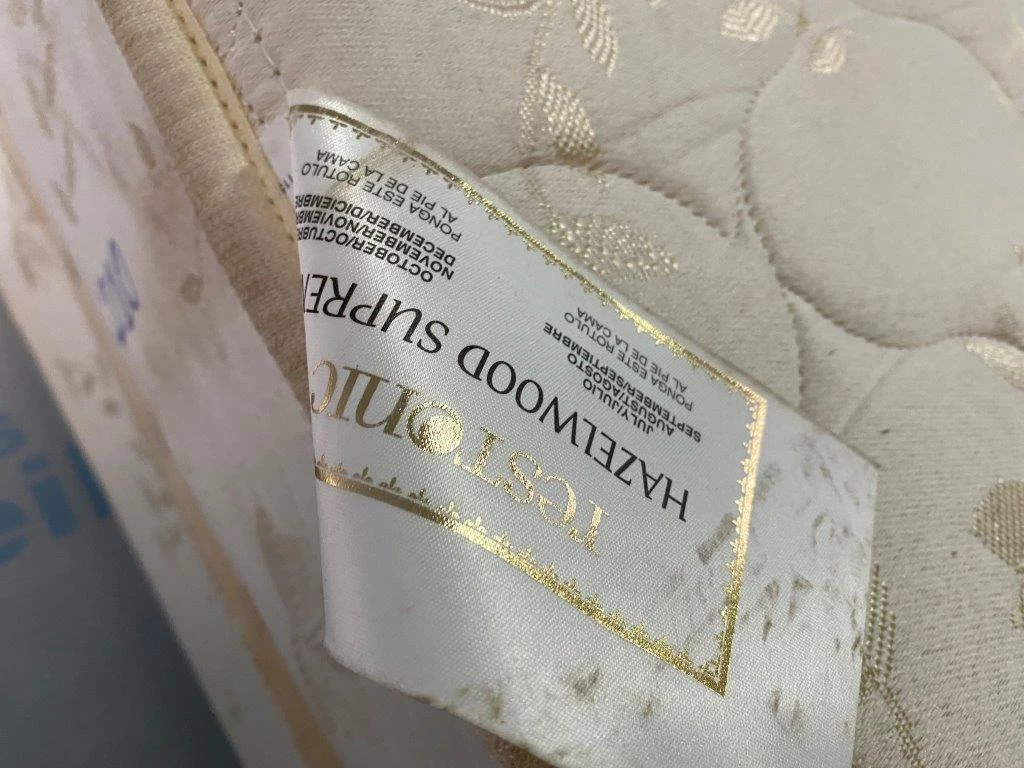 resTonic
HAZELWOOD SUPREM
JULY/JULIO
AUGUST/AGOSTO
SEPTEMBER/SEPTIEMBRE
PONGA ESTE ROTULO
AL PIE DE LA CAMA
OCTOBER/OCTUBRE
NOVEMBER/NOVIEMBRE
DECEMBER/DICIEMBRE
PONGA ESTE ROTULO
AL PIE DE LA CAMA